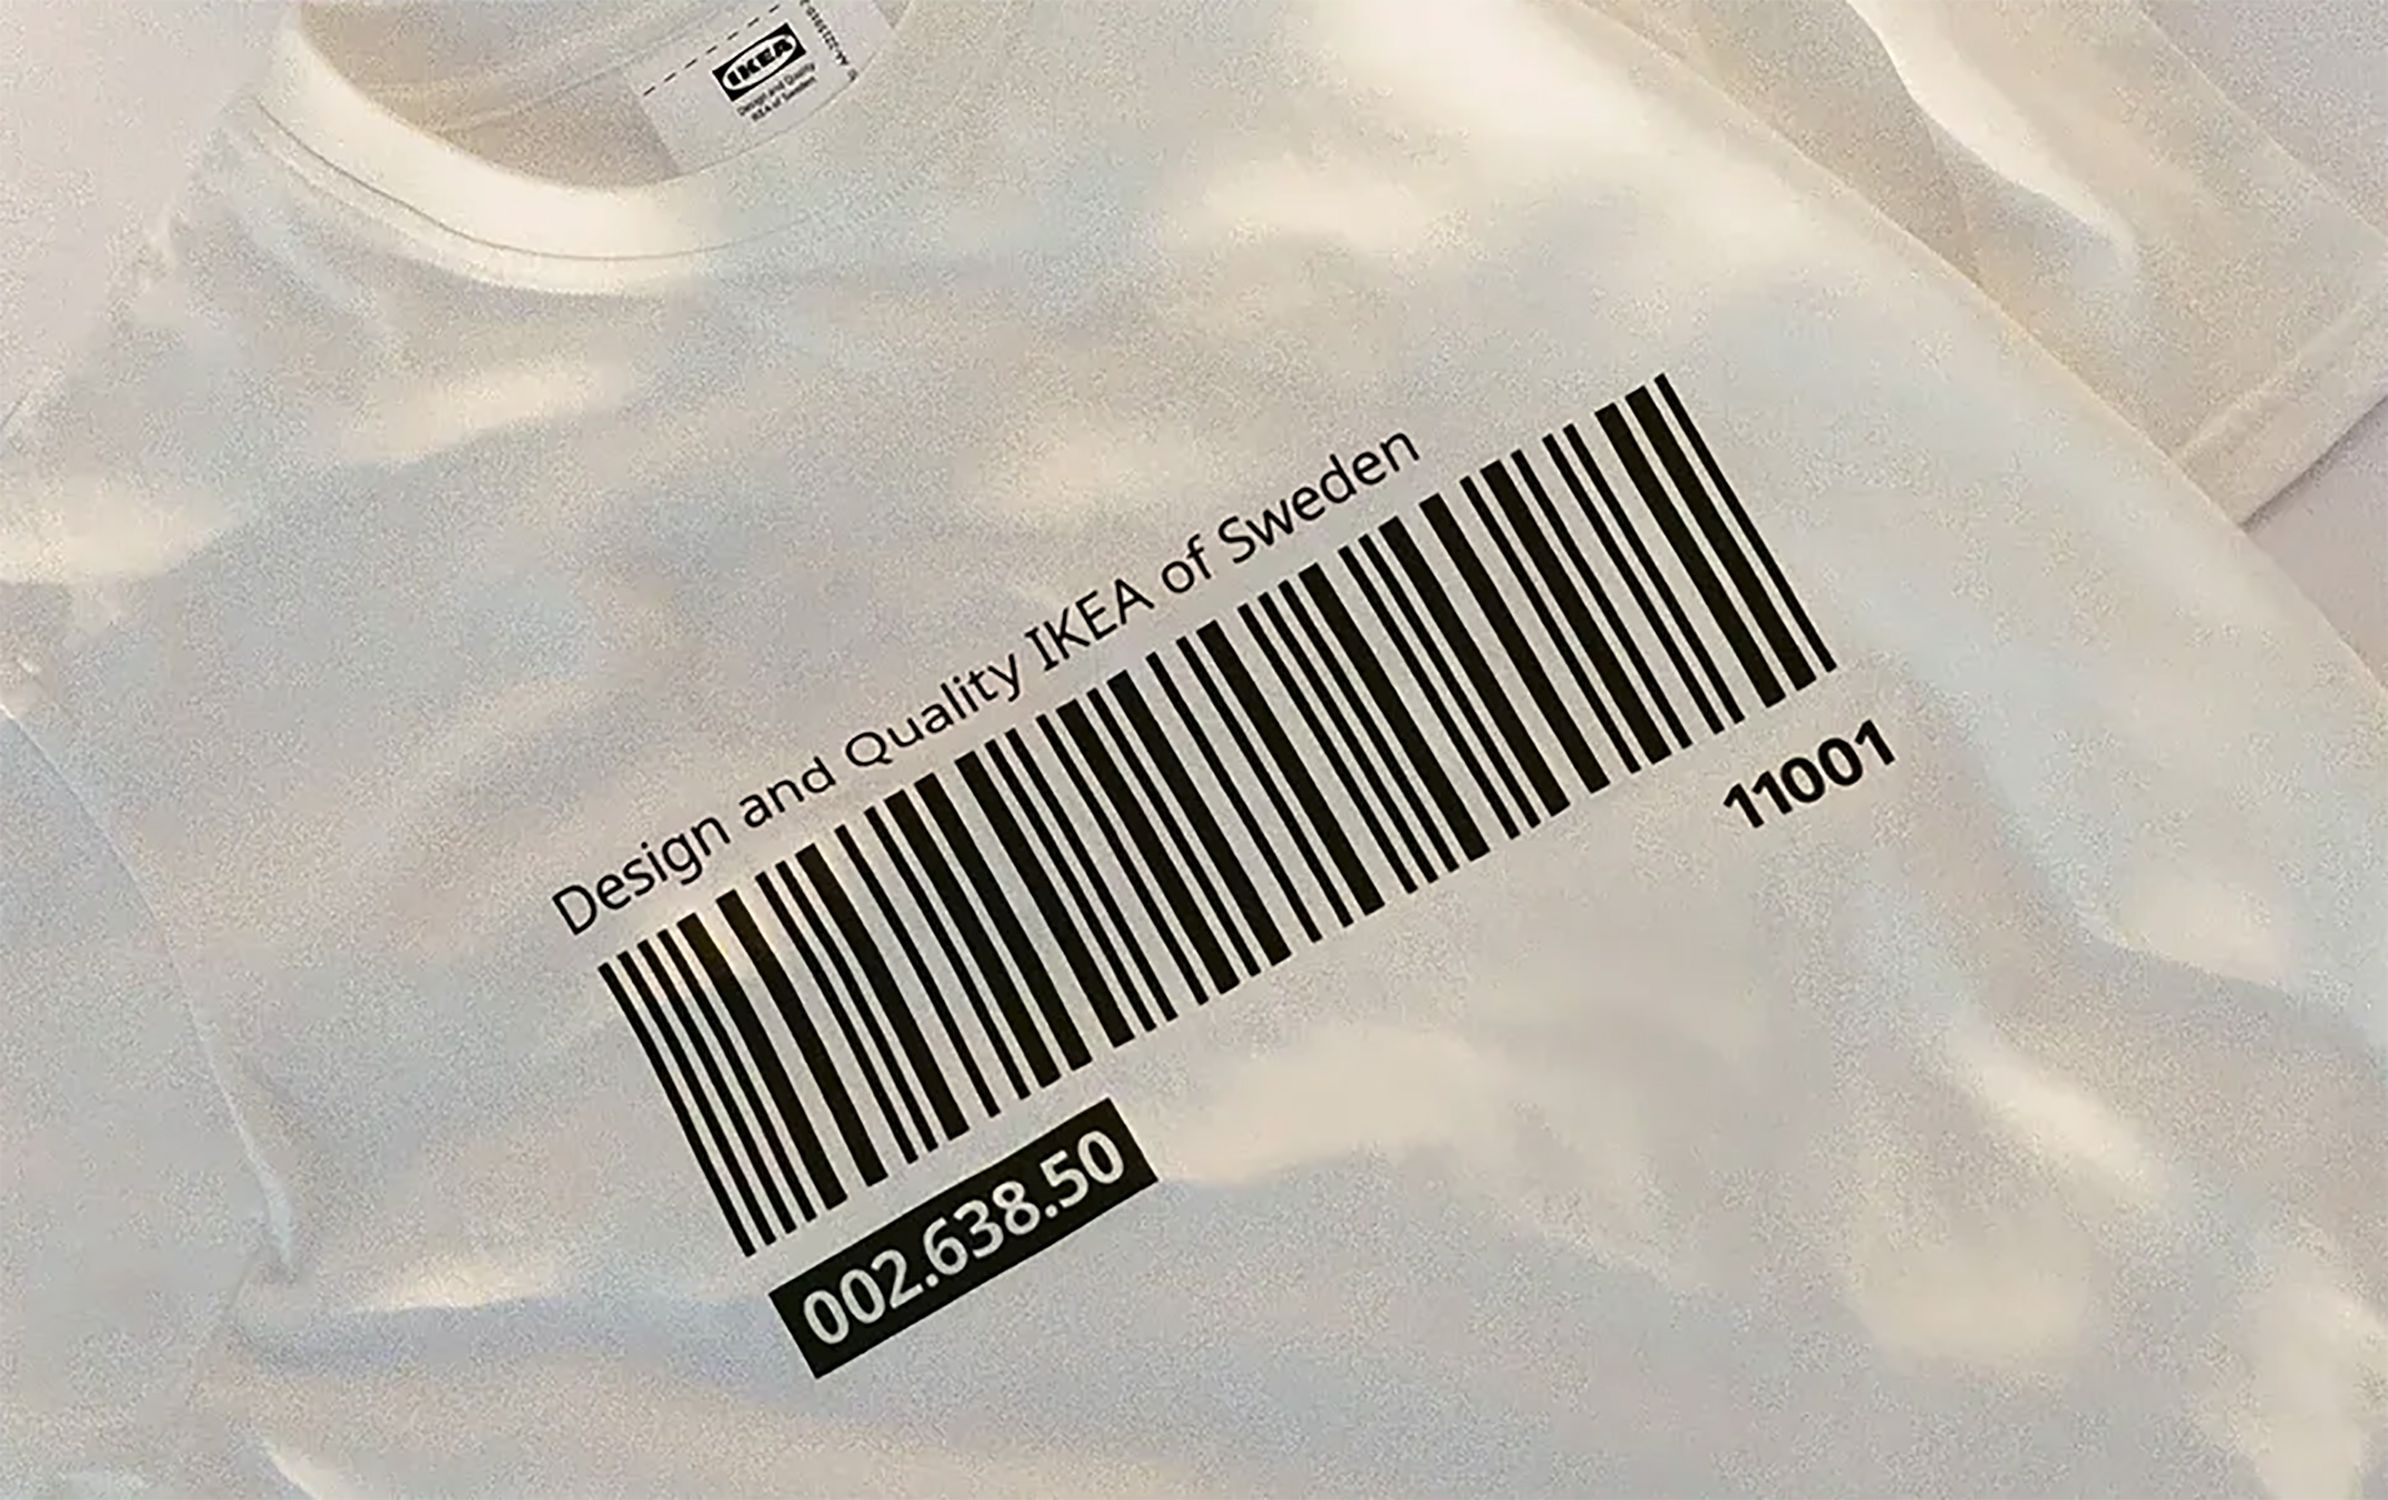 IKEA
Design and Quality
IKEA of Sweden
Design and Quality IKEA of Sweden
11001
002.638.50